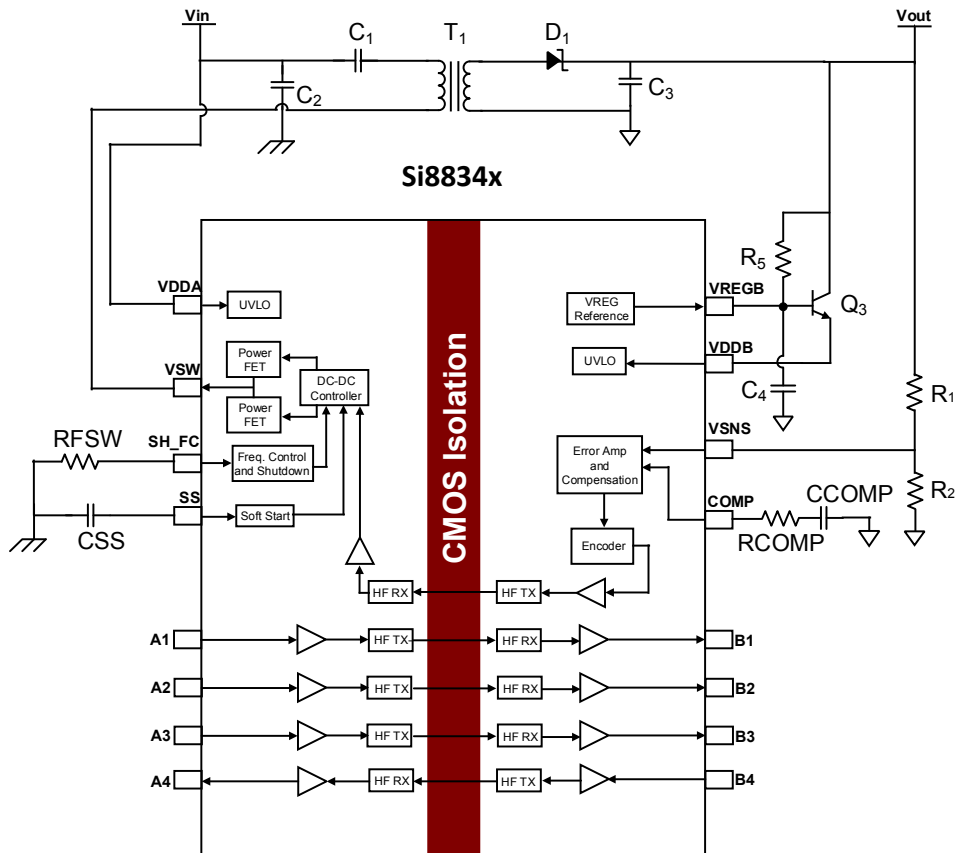 Vin
Vout
C1
T1
D1
C2
C3
Si8834x
R5
VDDA
UVLO
VREG
Reference
VREGB
Q3
Power
FET
VSW
DC-DC
Controller
Power
FET
UVLO
VDDB
C4
R1
CMOS Isolation
RFSW
SH_FC
Freq. Control
and Shutdown
Error Amp
and
Compensation
VSNS
SS
Soft Start
CSS
COMP
CCOMP
R2
RCOMP
Encoder
HF RX
HF TX
A1
HF TX
HF RX
B1
A2
HF TX
HF RX
B2
A3
HF TX
HF RX
B3
A4
HF RX
HF TX
B4